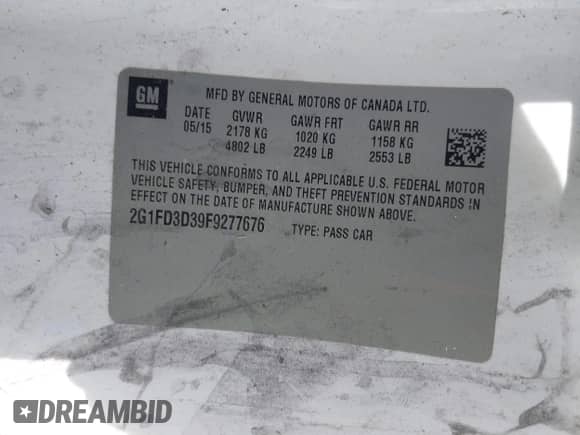 GM
MFD BY GENERAL MOTORS OF CANADA LTD.
DATE GVWR GAWR FRT GAWR RR
05/15 2178 KG 1020 KG 1158 KG
4802 LB 2249 LB 2553 LB
THIS VEHICLE CONFORMS TO ALL APPLICABLE U.S. FEDERAL MOTOR
VEHICLE SAFETY, BUMPER, AND THEFT PREVENTION STANDARDS IN
EFFECT ON THE DATE OF MANUFACTURE SHOWN ABOVE.
2G1FD3D39F9277676 TYPE: PASS CAR
DREAMBID